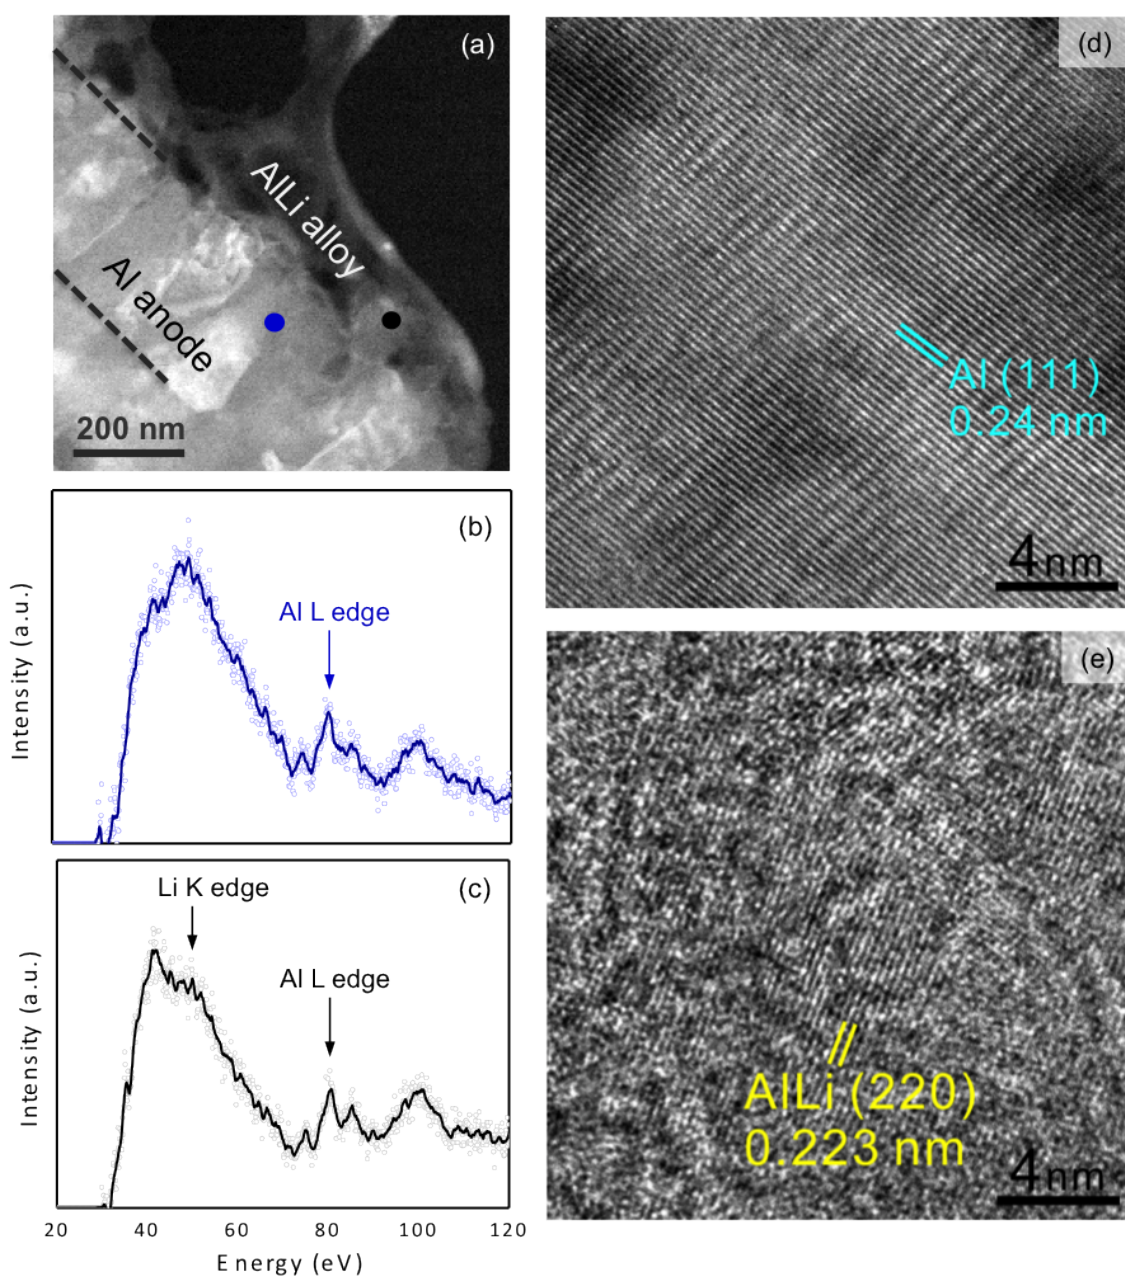 (a)
AlLi alloy
Al anode
200 nm
(b)
Al L edge
Intensity (a.u.)
(c)
Li K edge
Al L edge
Intensity (a.u.)
20 40 60 80 100 120
Energy (eV)
(d)
Al (111)
0.24 nm
4nm
(e)
AlLi (220)
0.223 nm
4nm